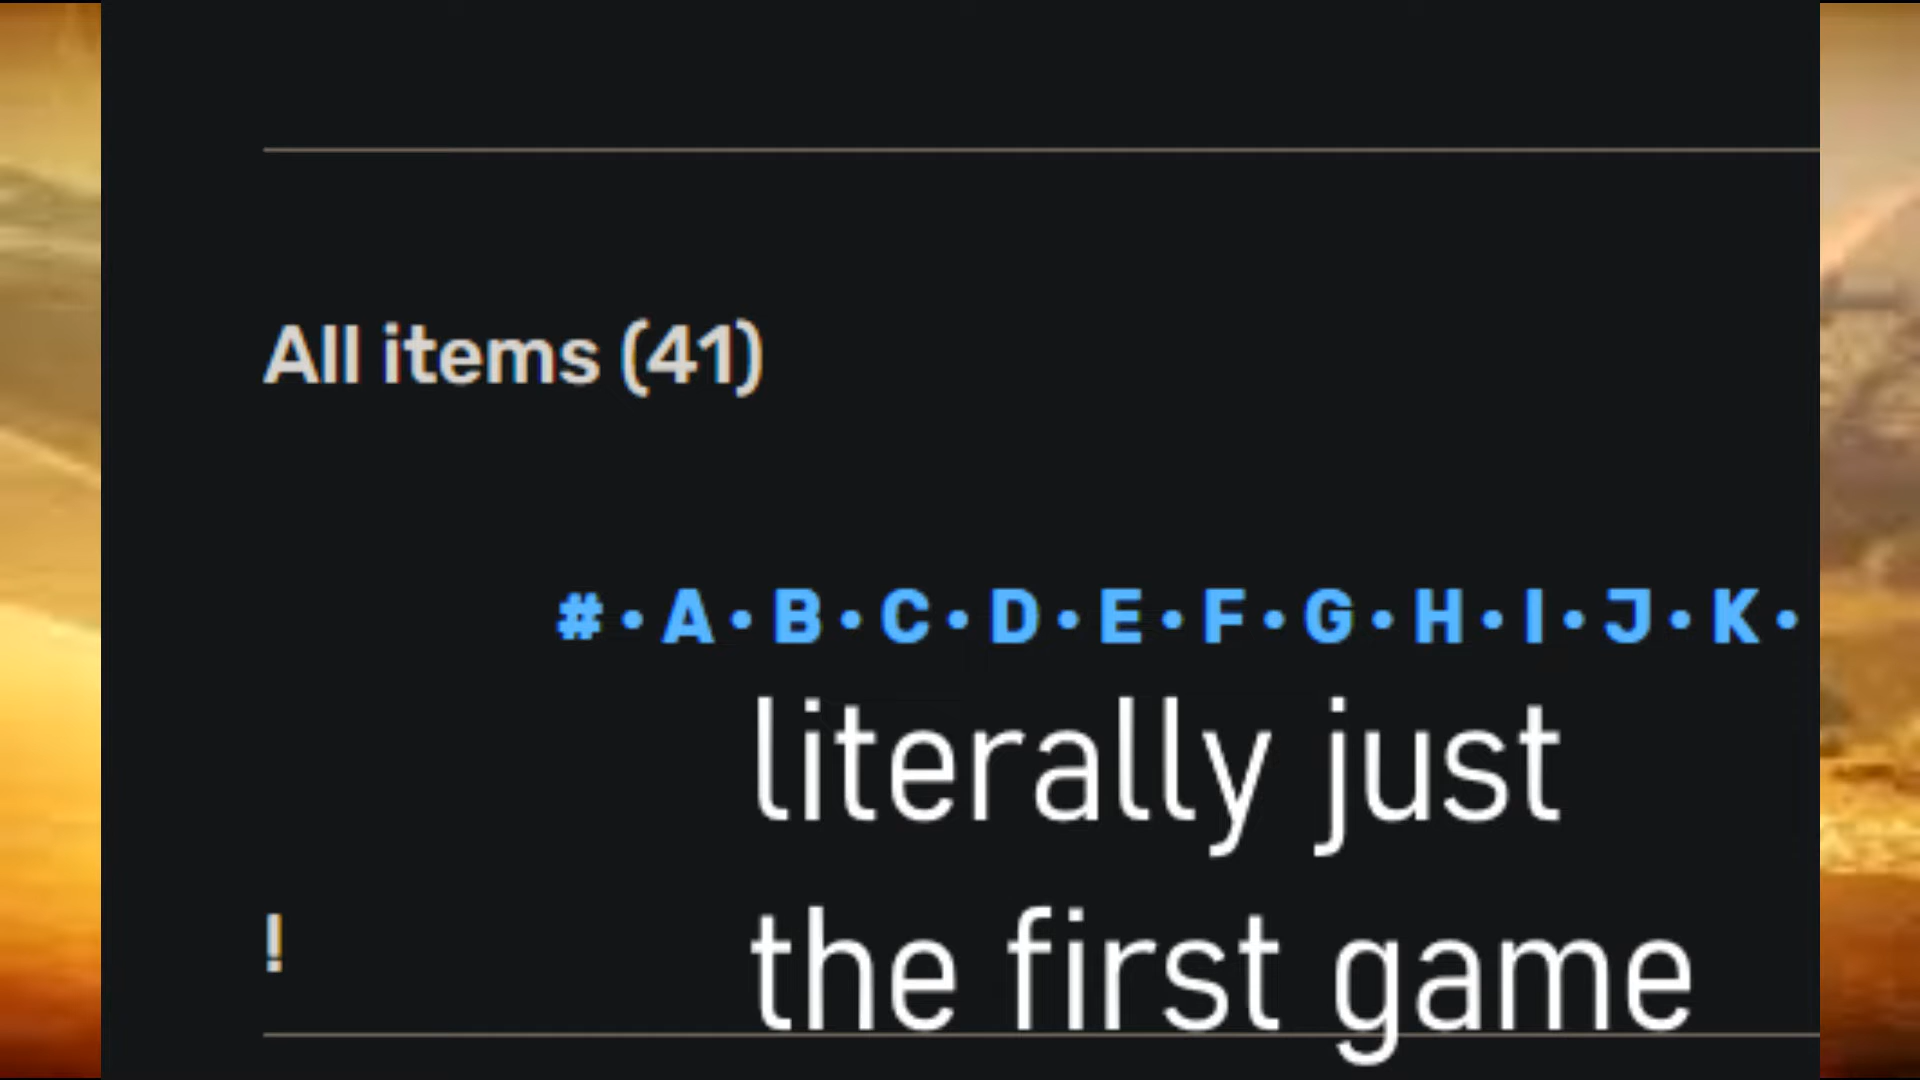 All items (41)
#•A•B•C•D•E•F•G•H•I•J•K•
literally just
!
the first game